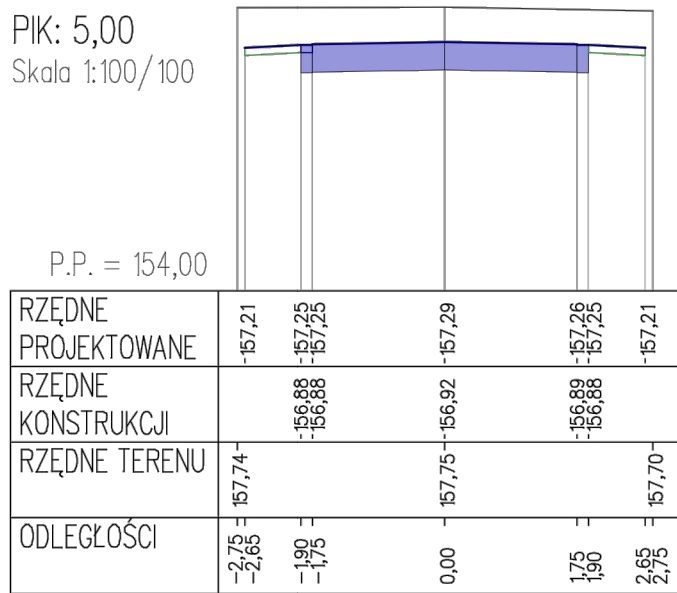 PIK: 5,00
Skala 1:100/100
P.P. = 154,00
RZĘDNE PROJEKTOWANE
157,21 157,25 157,25 157,29 157,26 157,25 157,21
RZĘDNE KONSTRUKCJI
156,88 156,88 156,92 156,89 156,88
RZĘDNE TERENU
157,74 157,75 157,70
ODLEGŁOŚCI
-2,75 -2,65 -1,90 -1,75 0,00 1,75 1,90 2,65 2,75